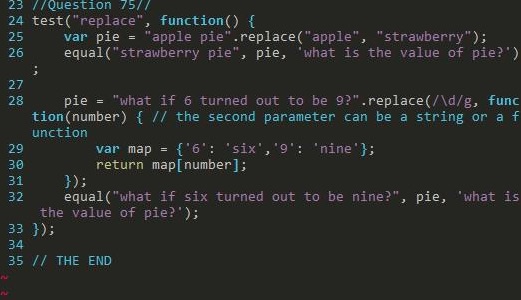 23 //Question 75//
24 test("replace", function() {
25     var pie = "apple pie".replace("apple", "strawberry");
26     equal("strawberry pie", pie, 'what is the value of pie?')
;
27
28     pie = "what if 6 turned out to be 9?".replace(/\d/g, func
tion(number) { // the second parameter can be a string or a f
unction
29         var map = {'6': 'six','9': 'nine'};
30         return map[number];
31     });
32     equal("what if six turned out to be nine?", pie, 'what is
 the value of pie?');
33 });
34
35 // THE END
~
~